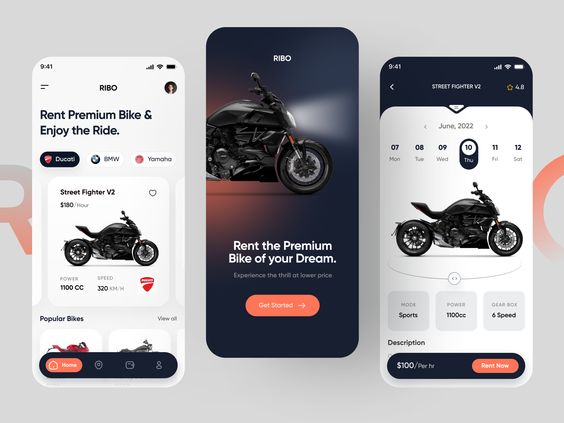 9:41
RIBO
Rent Premium Bike &
Enjoy the Ride.
Ducati
BMW
Yamaha
Street Fighter V2
$180/Hour
POWER
SPEED
1100 CC
320 KM/H
DUCATI
Popular Bikes
View all
Home
RIBO
Rent the Premium
Bike of your Dream.
Experience the thrill at lower price
Get Started
9:41
STREET FIGHTER V2
4.8
June, 2022
07 08 09 10 11 12
Mon Tue Wed Thu Fri Sat
MODE
Sports
POWER
1100cc
GEAR BOX
6 Speed
Description
$100/Per hr
Rent Now
R
O